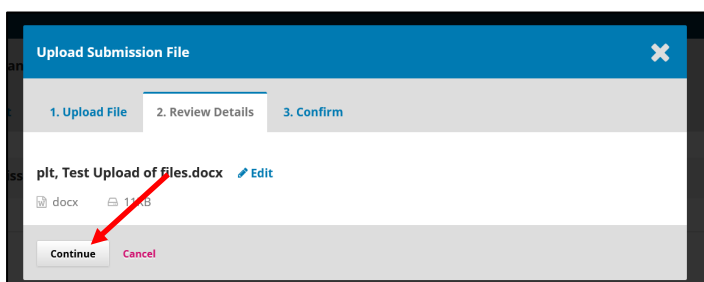 Upload Submission File
1. Upload File 2. Review Details 3. Confirm
plt, Test Upload of files.docx Edit
docx 11KB
Continue Cancel